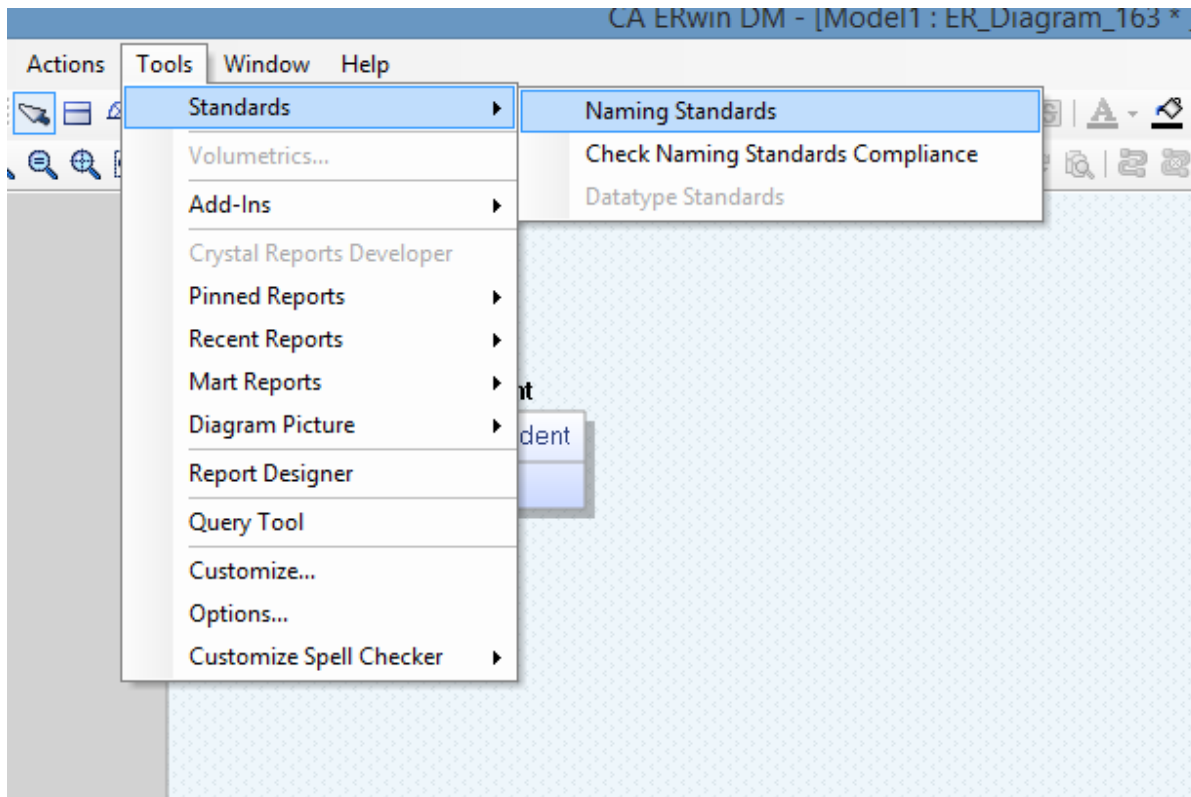 CA ERwin DM - [Model1 : ER_Diagram_163 *
Actions Tools Window Help
Standards
Naming Standards
Volumetrics...
Check Naming Standards Compliance
Add-Ins
Datatype Standards
Crystal Reports Developer
Pinned Reports
Recent Reports
Mart Reports
nt
Diagram Picture
dent
Report Designer
Query Tool
Customize...
Options...
Customize Spell Checker